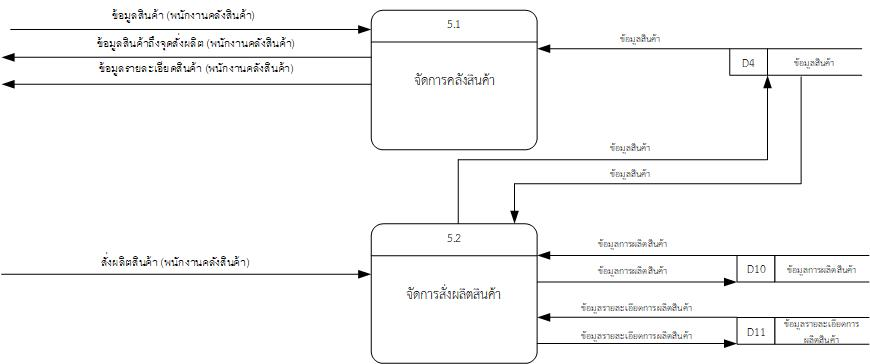 ข้อมูลสินค้า (พนักงานคลังสินค้า)
ข้อมูลสินค้าถึงจุดสั่งผลิต (พนักงานคลังสินค้า)
ข้อมูลรายละเอียดสินค้า (พนักงานคลังสินค้า)
5.1
จัดการคลังสินค้า
ข้อมูลสินค้า
D4
ข้อมูลสินค้า
ข้อมูลสินค้า
ข้อมูลสินค้า
สั่งผลิตสินค้า (พนักงานคลังสินค้า)
5.2
จัดการสั่งผลิตสินค้า
ข้อมูลการผลิตสินค้า
ข้อมูลการผลิตสินค้า
D10
ข้อมูลการผลิตสินค้า
ข้อมูลรายละเอียดการผลิตสินค้า
ข้อมูลรายละเอียดการผลิตสินค้า
D11
ข้อมูลรายละเอียดการ
ผลิตสินค้า